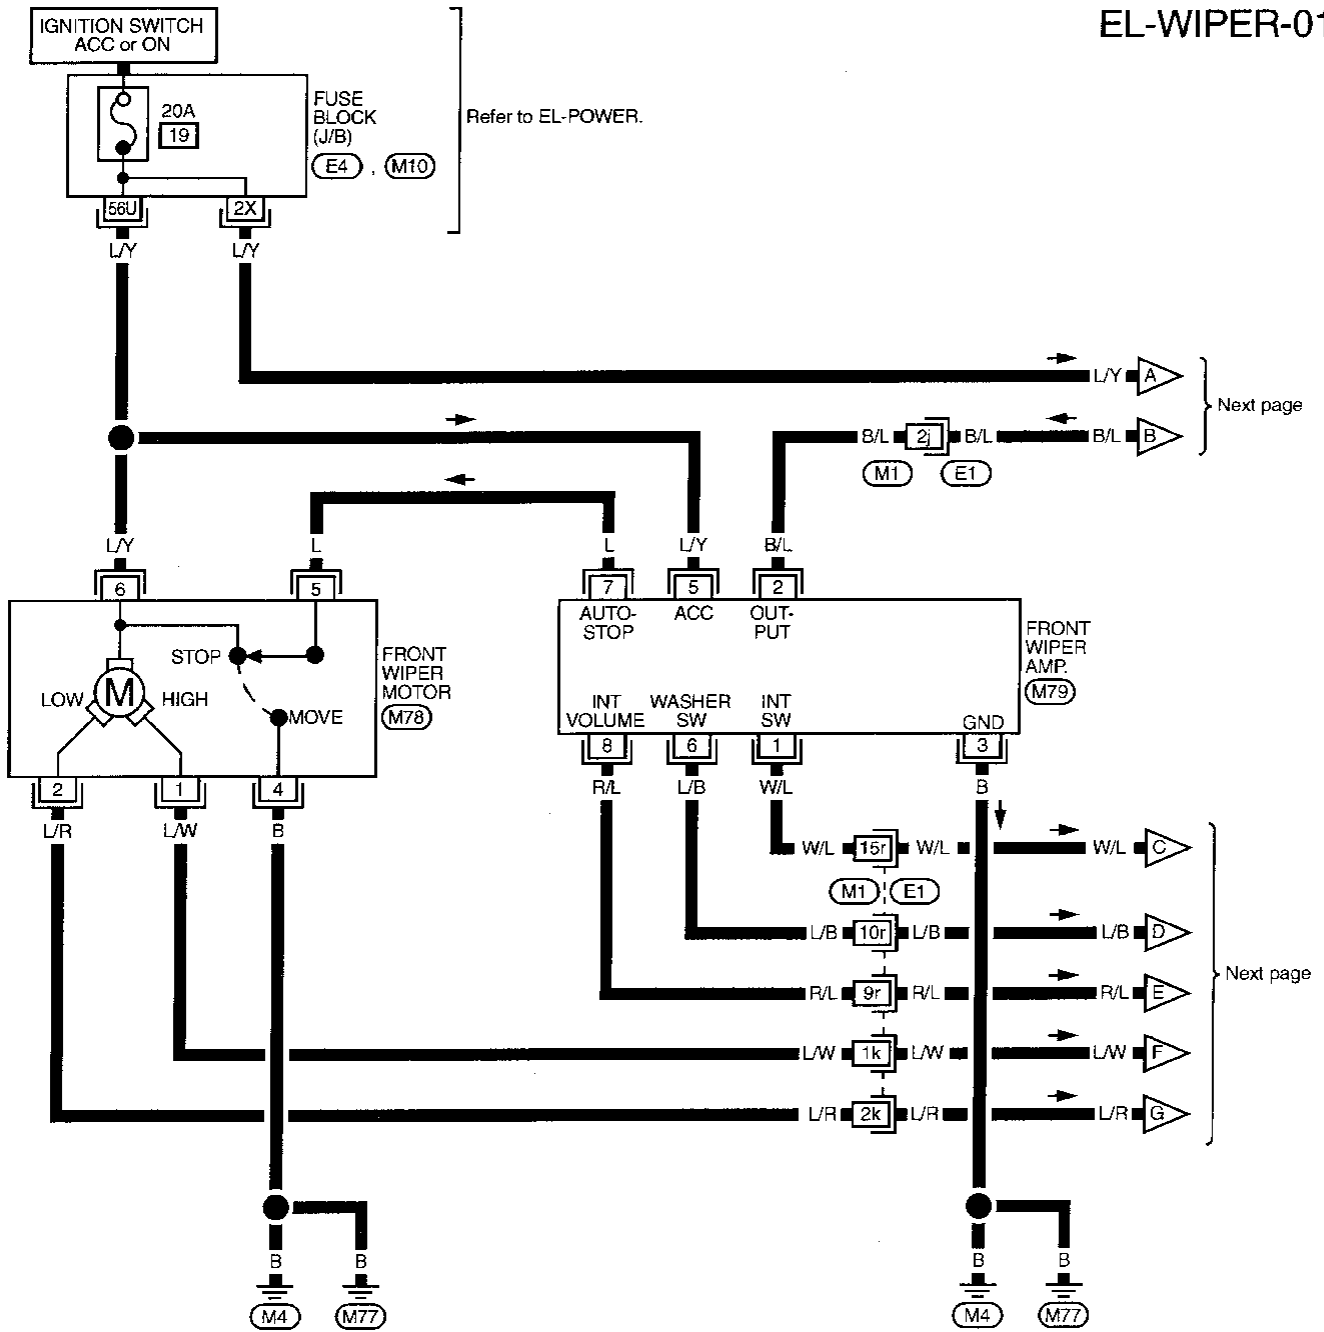 EL-WIPER-01
IGNITION SWITCH
ACC or ON
20A
19
FUSE
BLOCK
(J/B)
E4 , M10
Refer to EL-POWER.
56U
2X
L/Y
L/Y
L/Y
A
Next page
B/L
2j
B/L
B/L
B
M1
E1
L/Y
L
L
L/Y
B/L
6
5
7
5
2
AUTO-
STOP
ACC
OUT-
PUT
STOP
LOW
M
HIGH
MOVE
FRONT
WIPER
MOTOR
M78
FRONT
WIPER
AMP.
M79
INT
VOLUME
WASHER
SW
INT
SW
GND
8
6
1
3
R/L
L/B
W/L
B
2
1
4
L/R
L/W
B
W/L
15r
W/L
W/L
C
M1
E1
L/B
10r
L/B
L/B
D
R/L
9r
R/L
R/L
E
Next page
L/W
1k
L/W
L/W
F
L/R
2k
L/R
L/R
G
B
B
B
B
M4
M77
M4
M77